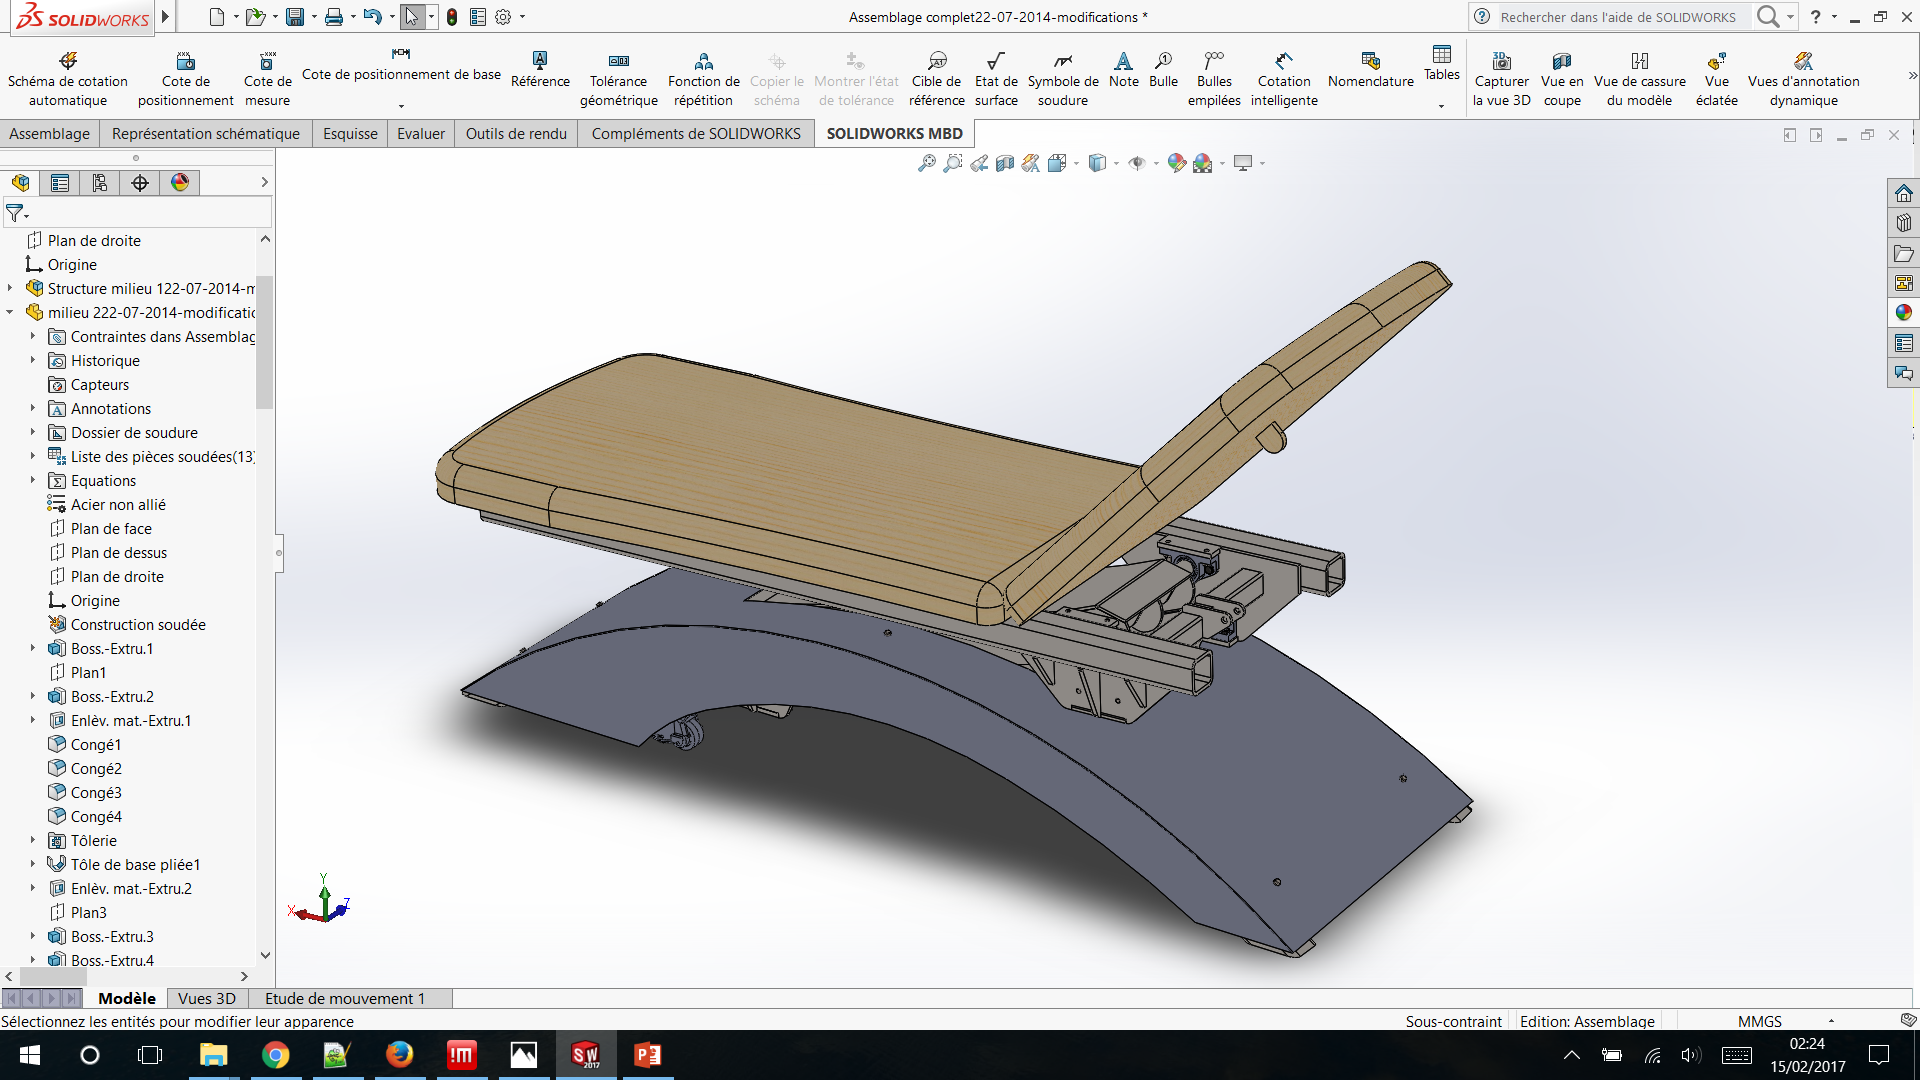 SOLIDWORKS
Assemblage complet22-07-2014-modifications *
Rechercher dans l'aide de SOLIDWORKS
Schéma de cotation automatique
Cote de positionnement
Cote de mesure
Cote de positionnement de base
Référence
Tolérance géométrique
Fonction de répétition
Copier le schéma
Montrer l'état de tolérance
Cible de référence
Etat de surface
Symbole de soudure
Note
Bulle
Bulles empilées
Cotation intelligente
Nomenclature
Tables
Capturer la vue 3D
Vue en coupe
Vue de cassure du modèle
Vue éclatée
Vues d'annotation dynamique
Assemblage
Représentation schématique
Esquisse
Evaluer
Outils de rendu
Compléments de SOLIDWORKS
SOLIDWORKS MBD
Plan de droite
Origine
Structure milieu 122-07-2014-m
milieu 222-07-2014-modificatio
Contraintes dans Assemblag
Historique
Capteurs
Annotations
Dossier de soudure
Liste des pièces soudées(13)
Equations
Acier non allié
Plan de face
Plan de dessus
Plan de droite
Origine
Construction soudée
Boss.-Extru.1
Plan1
Boss.-Extru.2
Enlèv. mat.-Extru.1
Congé1
Congé2
Congé3
Congé4
Tôlerie
Tôle de base pliée1
Enlèv. mat.-Extru.2
Plan3
Boss.-Extru.3
Boss.-Extru.4
Y
X
Z
Modèle
Vues 3D
Etude de mouvement 1
Sélectionnez les entités pour modifier leur apparence
Sous-contraint
Edition: Assemblage
MMGS
02:24
15/02/2017